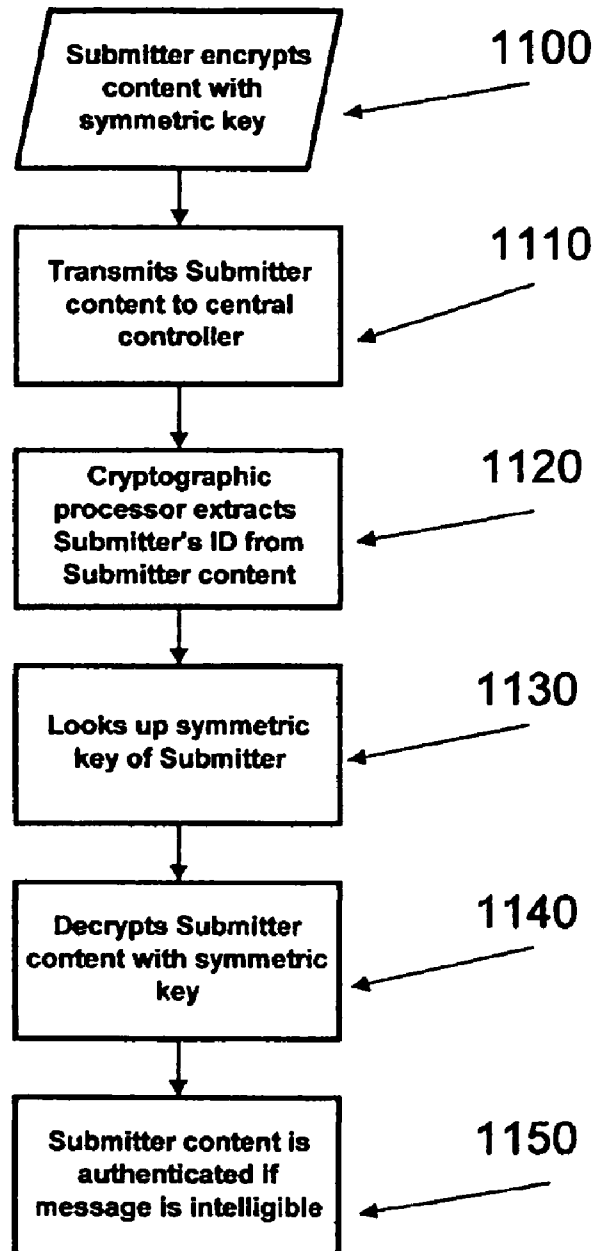 Submitter encrypts
content with
symmetric key
1100
Transmits Submitter
content to central
controller
1110
Cryptographic
processor extracts
Submitter's ID from
Submitter content
1120
Looks up symmetric
key of Submitter
1130
Decrypts Submitter
content with symmetric
key
1140
Submitter content is
authenticated if
message is intelligible
1150